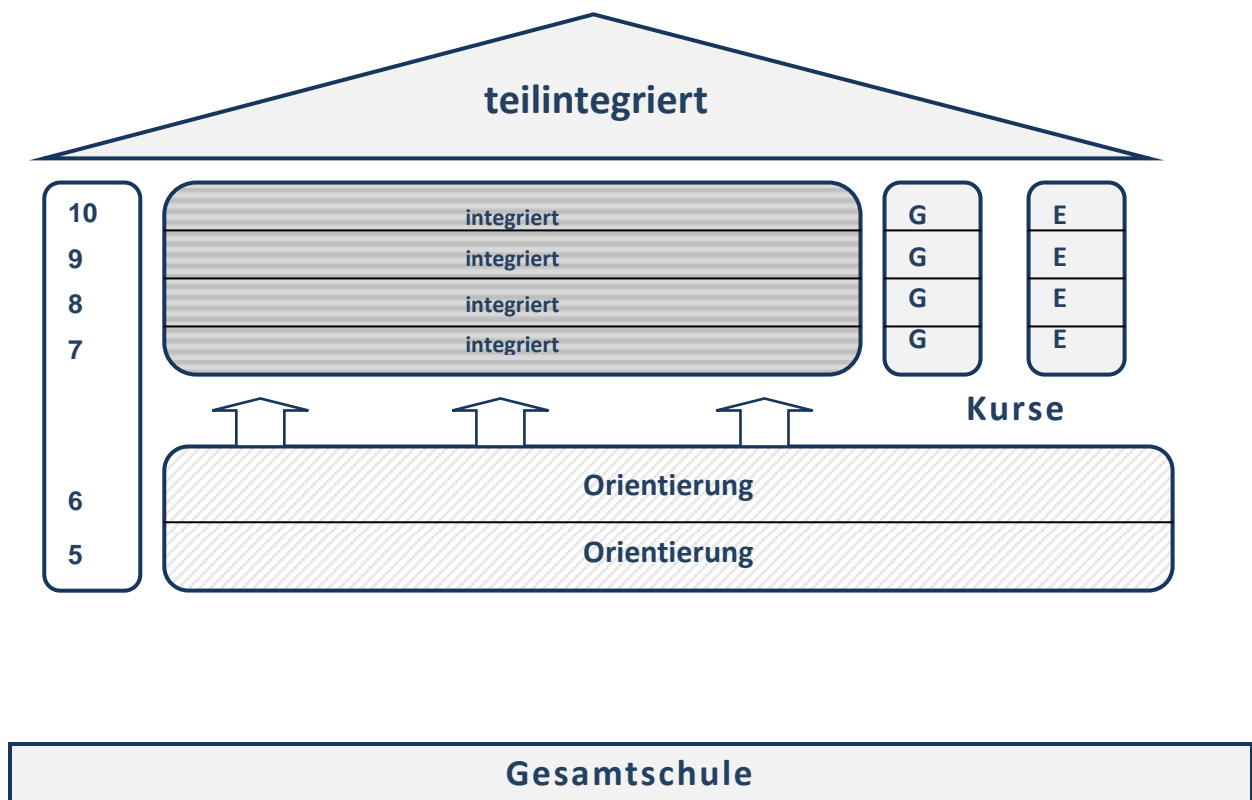 teilintegriert
10 integriert G E
9 integriert G E
8 integriert G E
7 integriert G E
Kurse
6 Orientierung
5 Orientierung
Gesamtschule